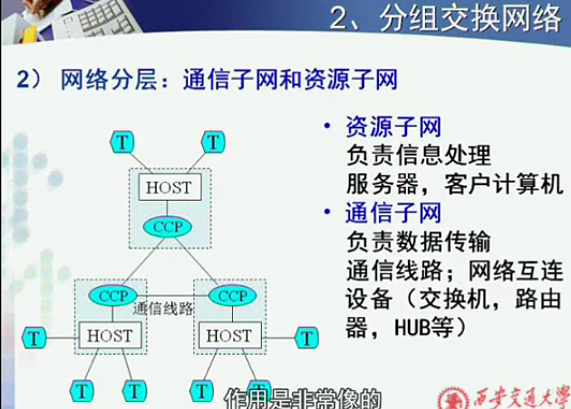 2、分组交换网络
2） 网络分层：通信子网和资源子网
T
T
HOST
CCP
CCP
CCP
通信线路
T
HOST
HOST
T
T
T
T
T
• 资源子网
负责信息处理
服务器，客户计算机
• 通信子网
负责数据传输
通信线路；网络互连
设备（交换机，路由
器，HUB等）
作用是非常像的
西安交通大学